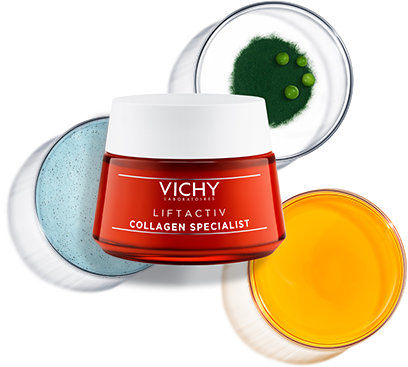 VICHY
LABORATOIRES
LIFTACTIV
COLLAGEN SPECIALIST